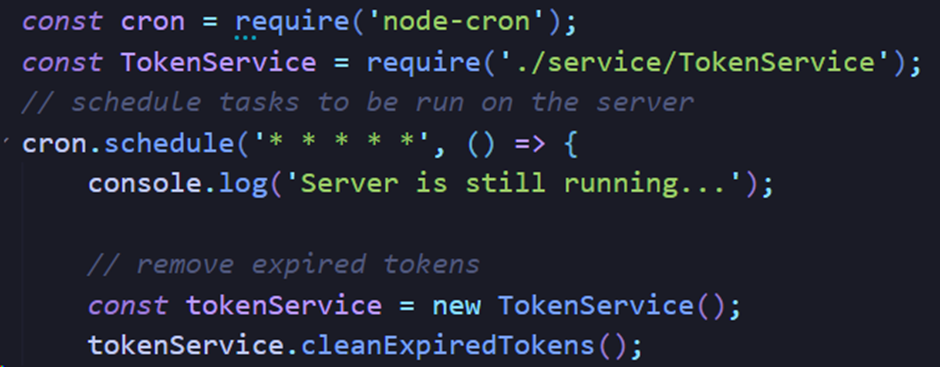 const cron = require('node-cron');
const TokenService = require('./service/TokenService');
// schedule tasks to be run on the server
cron.schedule('* * * * *', () => {
    console.log('Server is still running...');

    // remove expired tokens
    const tokenService = new TokenService();
    tokenService.cleanExpiredTokens();